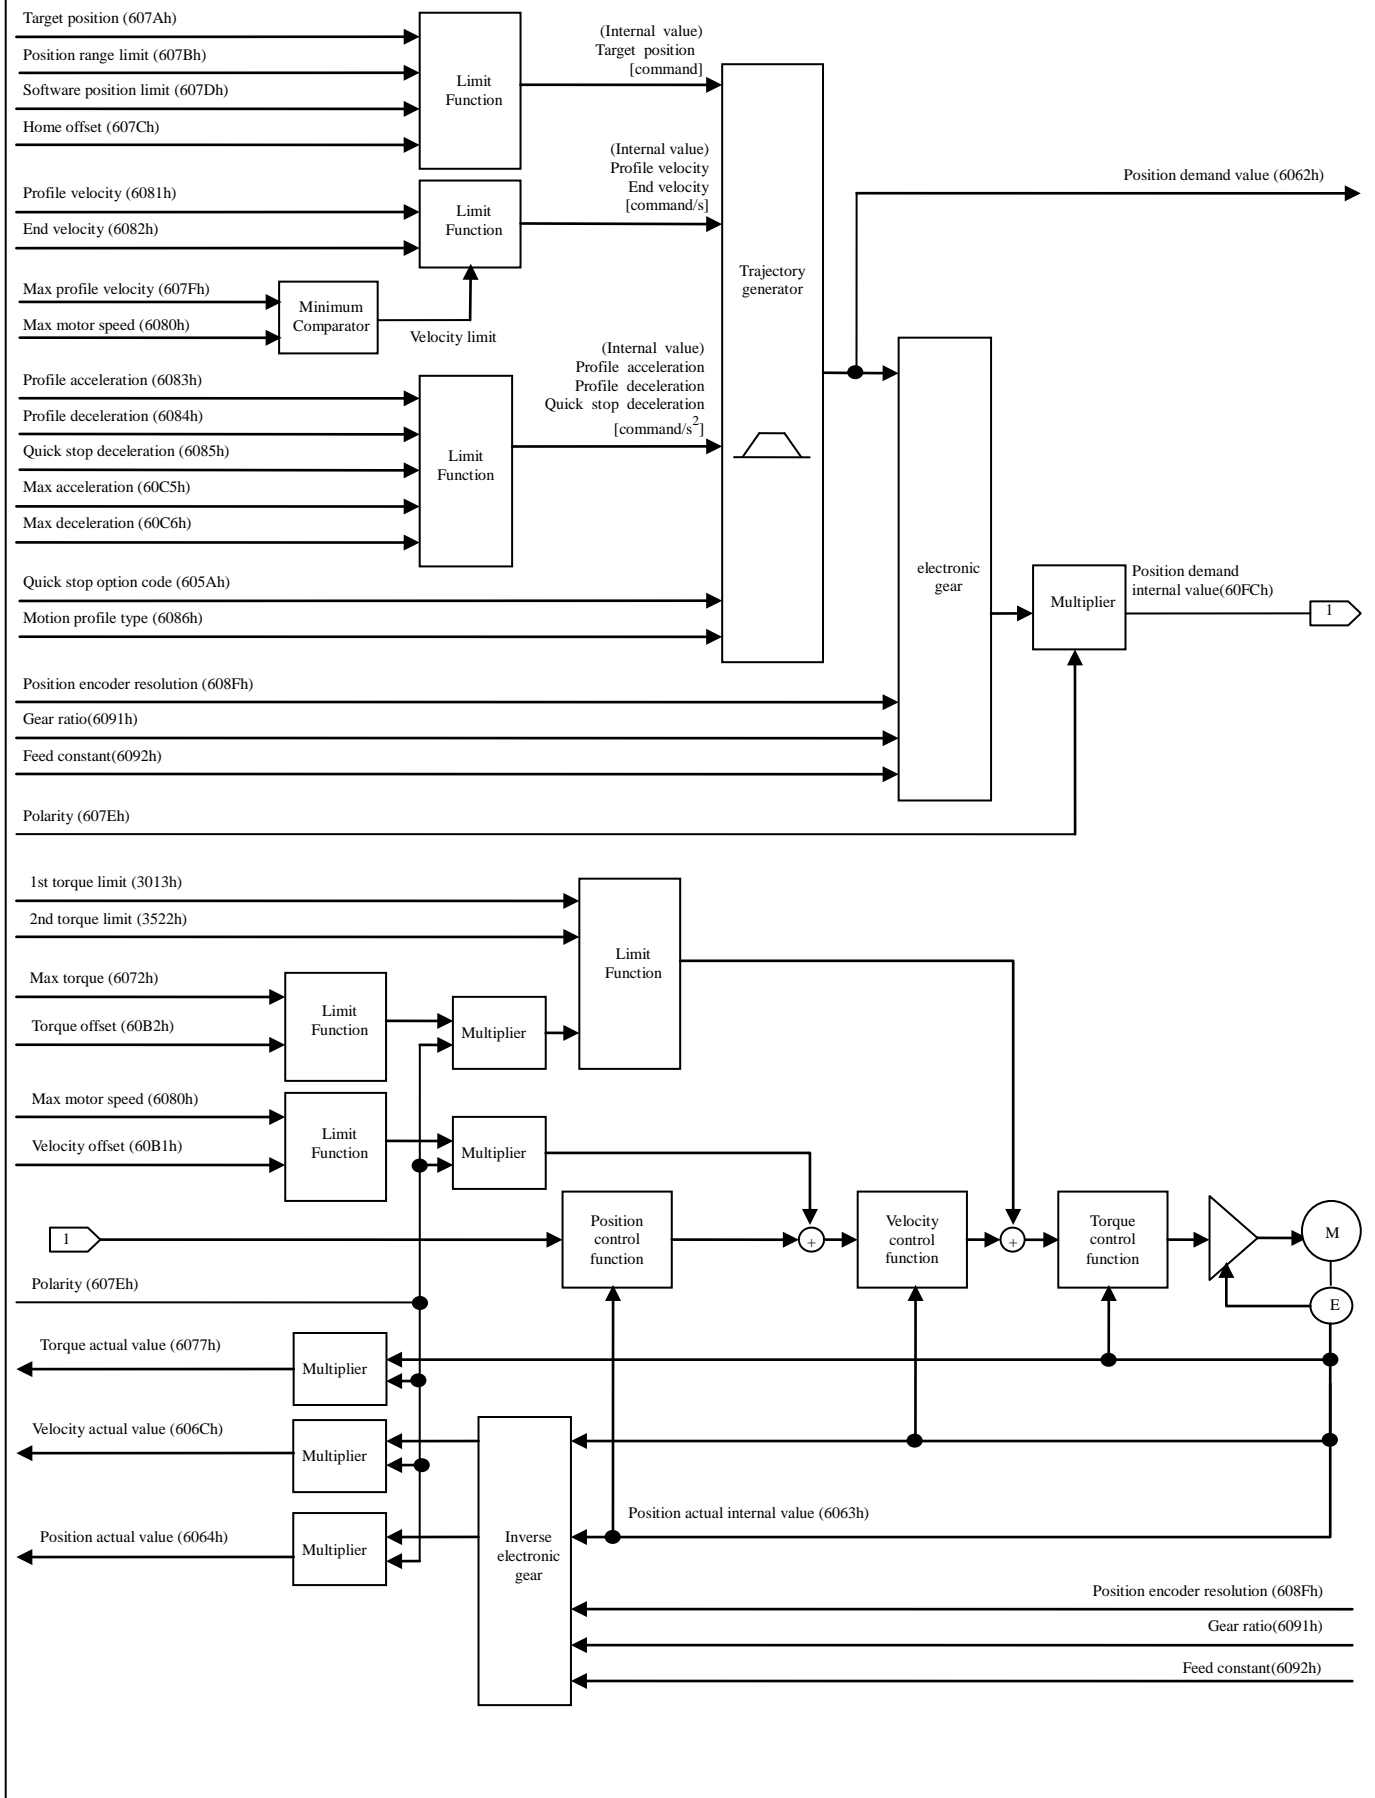 Target position (607Ah)
Position range limit (607Bh)
Software position limit (607Dh)
Home offset (607Ch)
Limit
Function
(Internal value)
Target position
[command]
Profile velocity (6081h)
End velocity (6082h)
Limit
Function
(Internal value)
Profile velocity
End velocity
[command/s]
Max profile velocity (607Fh)
Max motor speed (6080h)
Minimum
Comparator
Velocity limit
Profile acceleration (6083h)
Profile deceleration (6084h)
Quick stop deceleration (6085h)
Max acceleration (60C5h)
Max deceleration (60C6h)
Limit
Function
(Internal value)
Profile acceleration
Profile deceleration
Quick stop deceleration
[command/s2]
Quick stop option code (605Ah)
Motion profile type (6086h)
Trajectory
generator
Position demand value (6062h)
Position encoder resolution (608Fh)
Gear ratio(6091h)
Feed constant(6092h)
electronic
gear
Multiplier
Position demand
internal value(60FCh)
1
Polarity (607Eh)
1st torque limit (3013h)
2nd torque limit (3522h)
Limit
Function
Max torque (6072h)
Torque offset (60B2h)
Limit
Function
Multiplier
Max motor speed (6080h)
Velocity offset (60B1h)
Limit
Function
Multiplier
1
Position
control
function
+
Velocity
control
function
+
Torque
control
function
M
E
Polarity (607Eh)
Torque actual value (6077h)
Multiplier
Velocity actual value (606Ch)
Multiplier
Position actual value (6064h)
Multiplier
Inverse
electronic
gear
Position actual internal value (6063h)
Position encoder resolution (608Fh)
Gear ratio(6091h)
Feed constant(6092h)